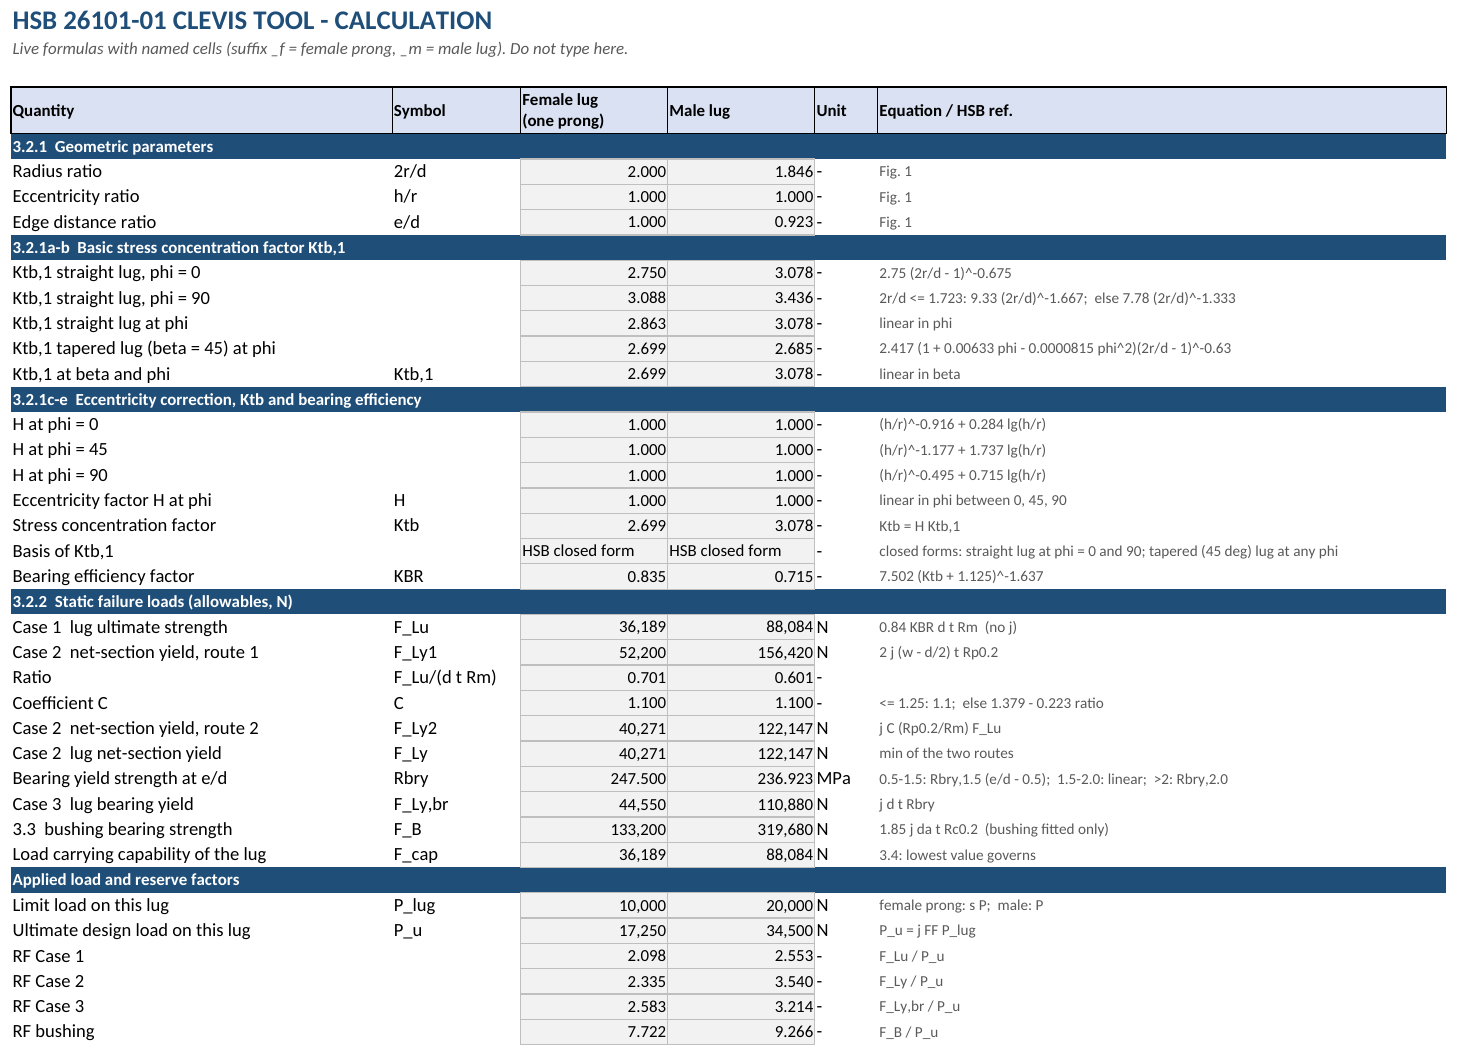 HSB 26101-01 CLEVIS TOOL - CALCULATION
Live formulas with named cells (suffix _f = female prong, _m = male lug). Do not type here.
Quantity Symbol Female lug (one prong) Male lug Unit Equation / HSB ref.
3.2.1 Geometric parameters
Radius ratio 2r/d 2.000 1.846 - Fig. 1
Eccentricity ratio h/r 1.000 1.000 - Fig. 1
Edge distance ratio e/d 1.000 0.923 - Fig. 1
3.2.1a-b Basic stress concentration factor Ktb,1
Ktb,1 straight lug, phi = 0 2.750 3.078 - 2.75 (2r/d - 1)^-0.675
Ktb,1 straight lug, phi = 90 3.088 3.436 - 2r/d <= 1.723: 9.33 (2r/d)^-1.667; else 7.78 (2r/d)^-1.333
Ktb,1 straight lug at phi 2.863 3.078 - linear in phi
Ktb,1 tapered lug (beta = 45) at phi 2.699 2.685 - 2.417 (1 + 0.00633 phi - 0.0000815 phi^2)(2r/d - 1)^-0.63
Ktb,1 at beta and phi Ktb,1 2.699 3.078 - linear in beta
3.2.1c-e Eccentricity correction, Ktb and bearing efficiency
H at phi = 0 1.000 1.000 - (h/r)^-0.916 + 0.284 lg(h/r)
H at phi = 45 1.000 1.000 - (h/r)^-1.177 + 1.737 lg(h/r)
H at phi = 90 1.000 1.000 - (h/r)^-0.495 + 0.715 lg(h/r)
Eccentricity factor H at phi H 1.000 1.000 - linear in phi between 0, 45, 90
Stress concentration factor Ktb 2.699 3.078 - Ktb = H Ktb,1
Basis of Ktb,1 HSB closed form HSB closed form - closed forms: straight lug at phi = 0 and 90; tapered (45 deg) lug at any phi
Bearing efficiency factor KBR 0.835 0.715 - 7.502 (Ktb + 1.125)^-1.637
3.2.2 Static failure loads (allowables, N)
Case 1 lug ultimate strength F_Lu 36,189 88,084 N 0.84 KBR d t Rm (no j)
Case 2 net-section yield, route 1 F_Ly1 52,200 156,420 N 2 j (w - d/2) t Rp0.2
Ratio F_Lu/(d t Rm) 0.701 0.601 -
Coefficient C C 1.100 1.100 - <= 1.25: 1.1; else 1.379 - 0.223 ratio
Case 2 net-section yield, route 2 F_Ly2 40,271 122,147 N j C (Rp0.2/Rm) F_Lu
Case 2 lug net-section yield F_Ly 40,271 122,147 N min of the two routes
Bearing yield strength at e/d Rbry 247.500 236.923 MPa 0.5-1.5: Rbry,1.5 (e/d - 0.5); 1.5-2.0: linear; >2: Rbry,2.0
Case 3 lug bearing yield F_Ly,br 44,550 110,880 N j d t Rbry
3.3 bushing bearing strength F_B 133,200 319,680 N 1.85 j da t Rc0.2 (bushing fitted only)
Load carrying capability of the lug F_cap 36,189 88,084 N 3.4: lowest value governs
Applied load and reserve factors
Limit load on this lug P_lug 10,000 20,000 N female prong: s P; male: P
Ultimate design load on this lug P_u 17,250 34,500 N P_u = j FF P_lug
RF Case 1 2.098 2.553 - F_Lu / P_u
RF Case 2 2.335 3.540 - F_Ly / P_u
RF Case 3 2.583 3.214 - F_Ly,br / P_u
RF bushing 7.722 9.266 - F_B / P_u